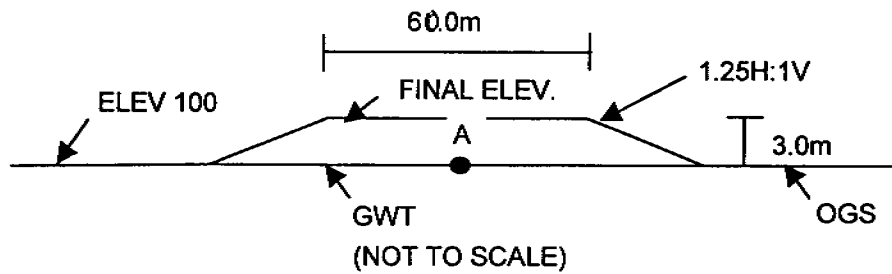 60.0m
1.25H:1V
ELEV 100
FINAL ELEV.
A
3.0m
GWT
OGS
(NOT TO SCALE)